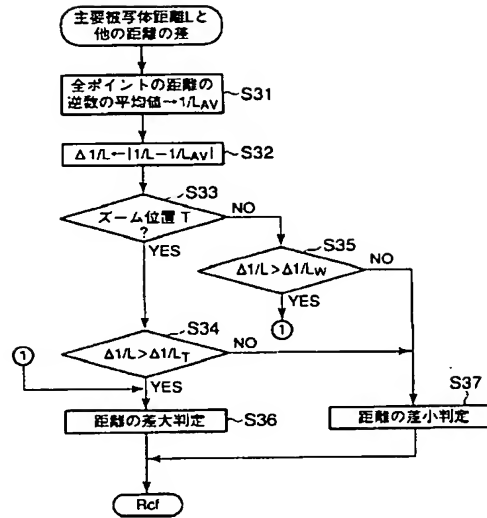 主要被写体距離Lと
他の距離の差
全ポイントの距離の
逆数の平均値→1/LAV
S31
Δ1/L←|1/L-1/LAV|
S32
S33
ズーム位置 T
?
NO
YES
S35
Δ1/L>Δ1/LW
NO
YES
①
S34
①
Δ1/L>Δ1/LT
NO
YES
S37
距離の差大判定
S36
距離の差小判定
Rcf